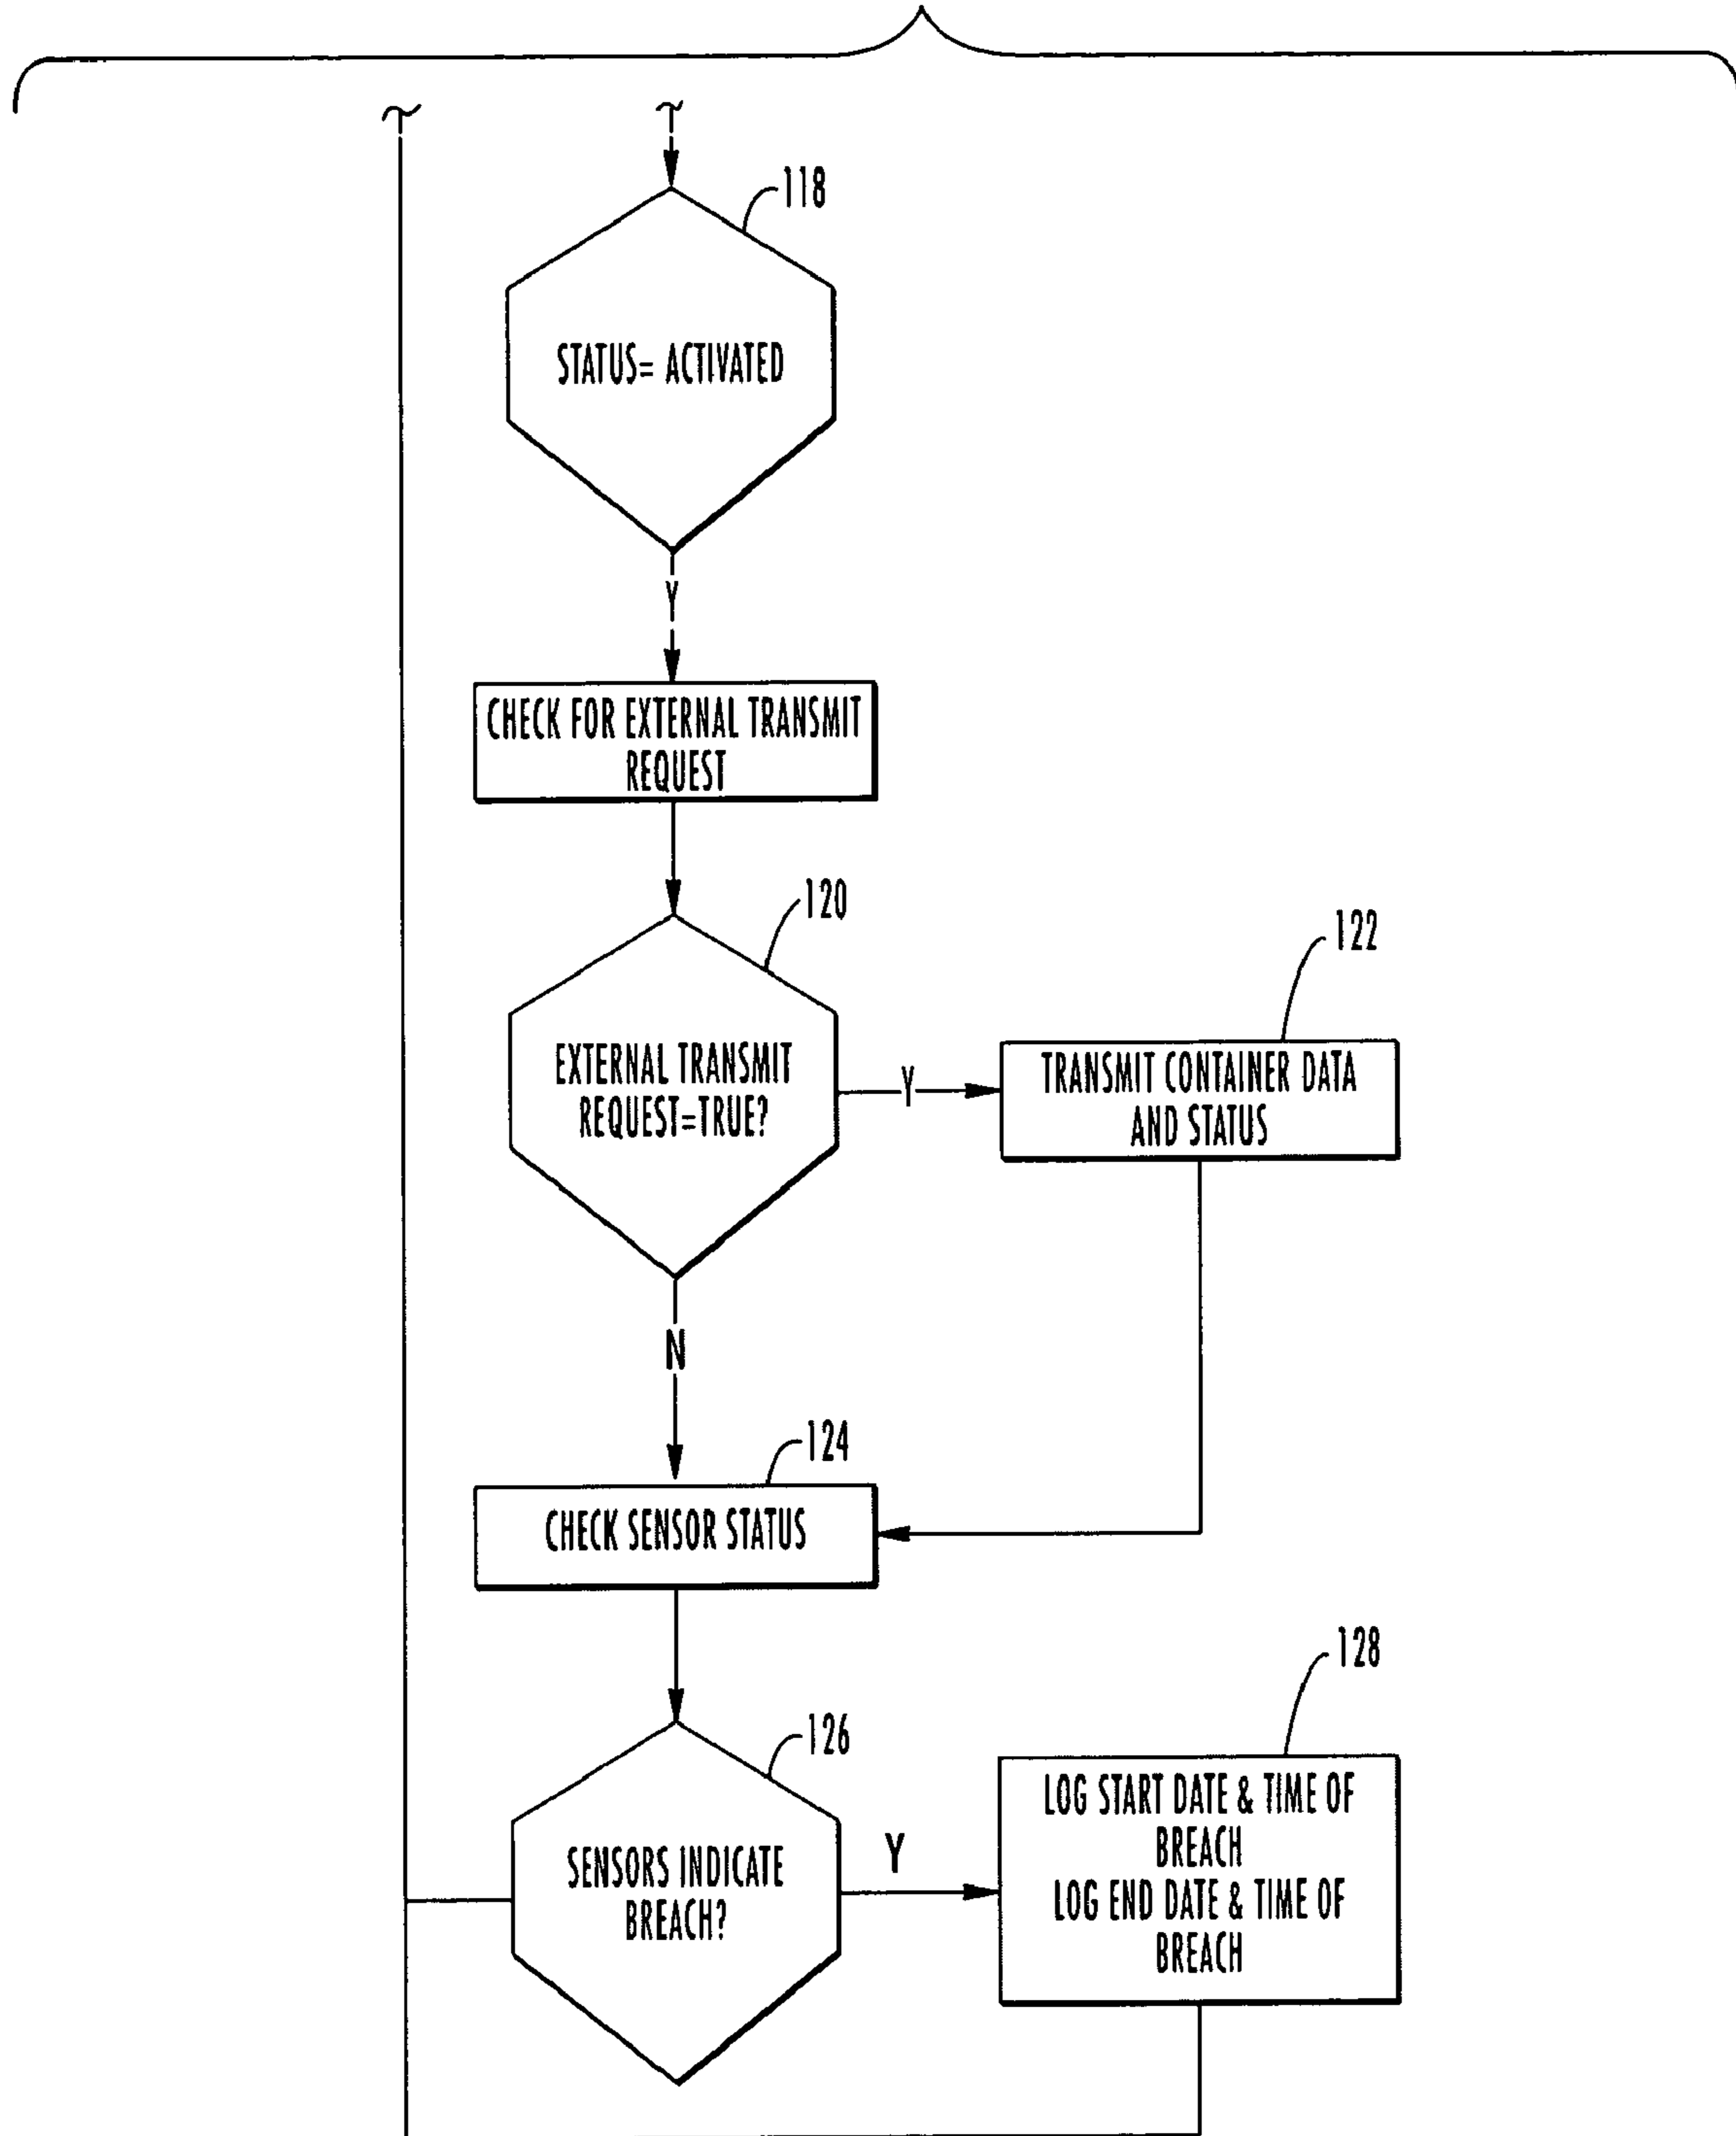 118
STATUS= ACTIVATED
Y
CHECK FOR EXTERNAL TRANSMIT
REQUEST
120
122
EXTERNAL TRANSMIT
REQUEST=TRUE?
Y
TRANSMIT CONTAINER DATA
AND STATUS
N
124
CHECK SENSOR STATUS
128
126
SENSORS INDICATE
BREACH?
Y
LOG START DATE & TIME OF
BREACH
LOG END DATE & TIME OF
BREACH